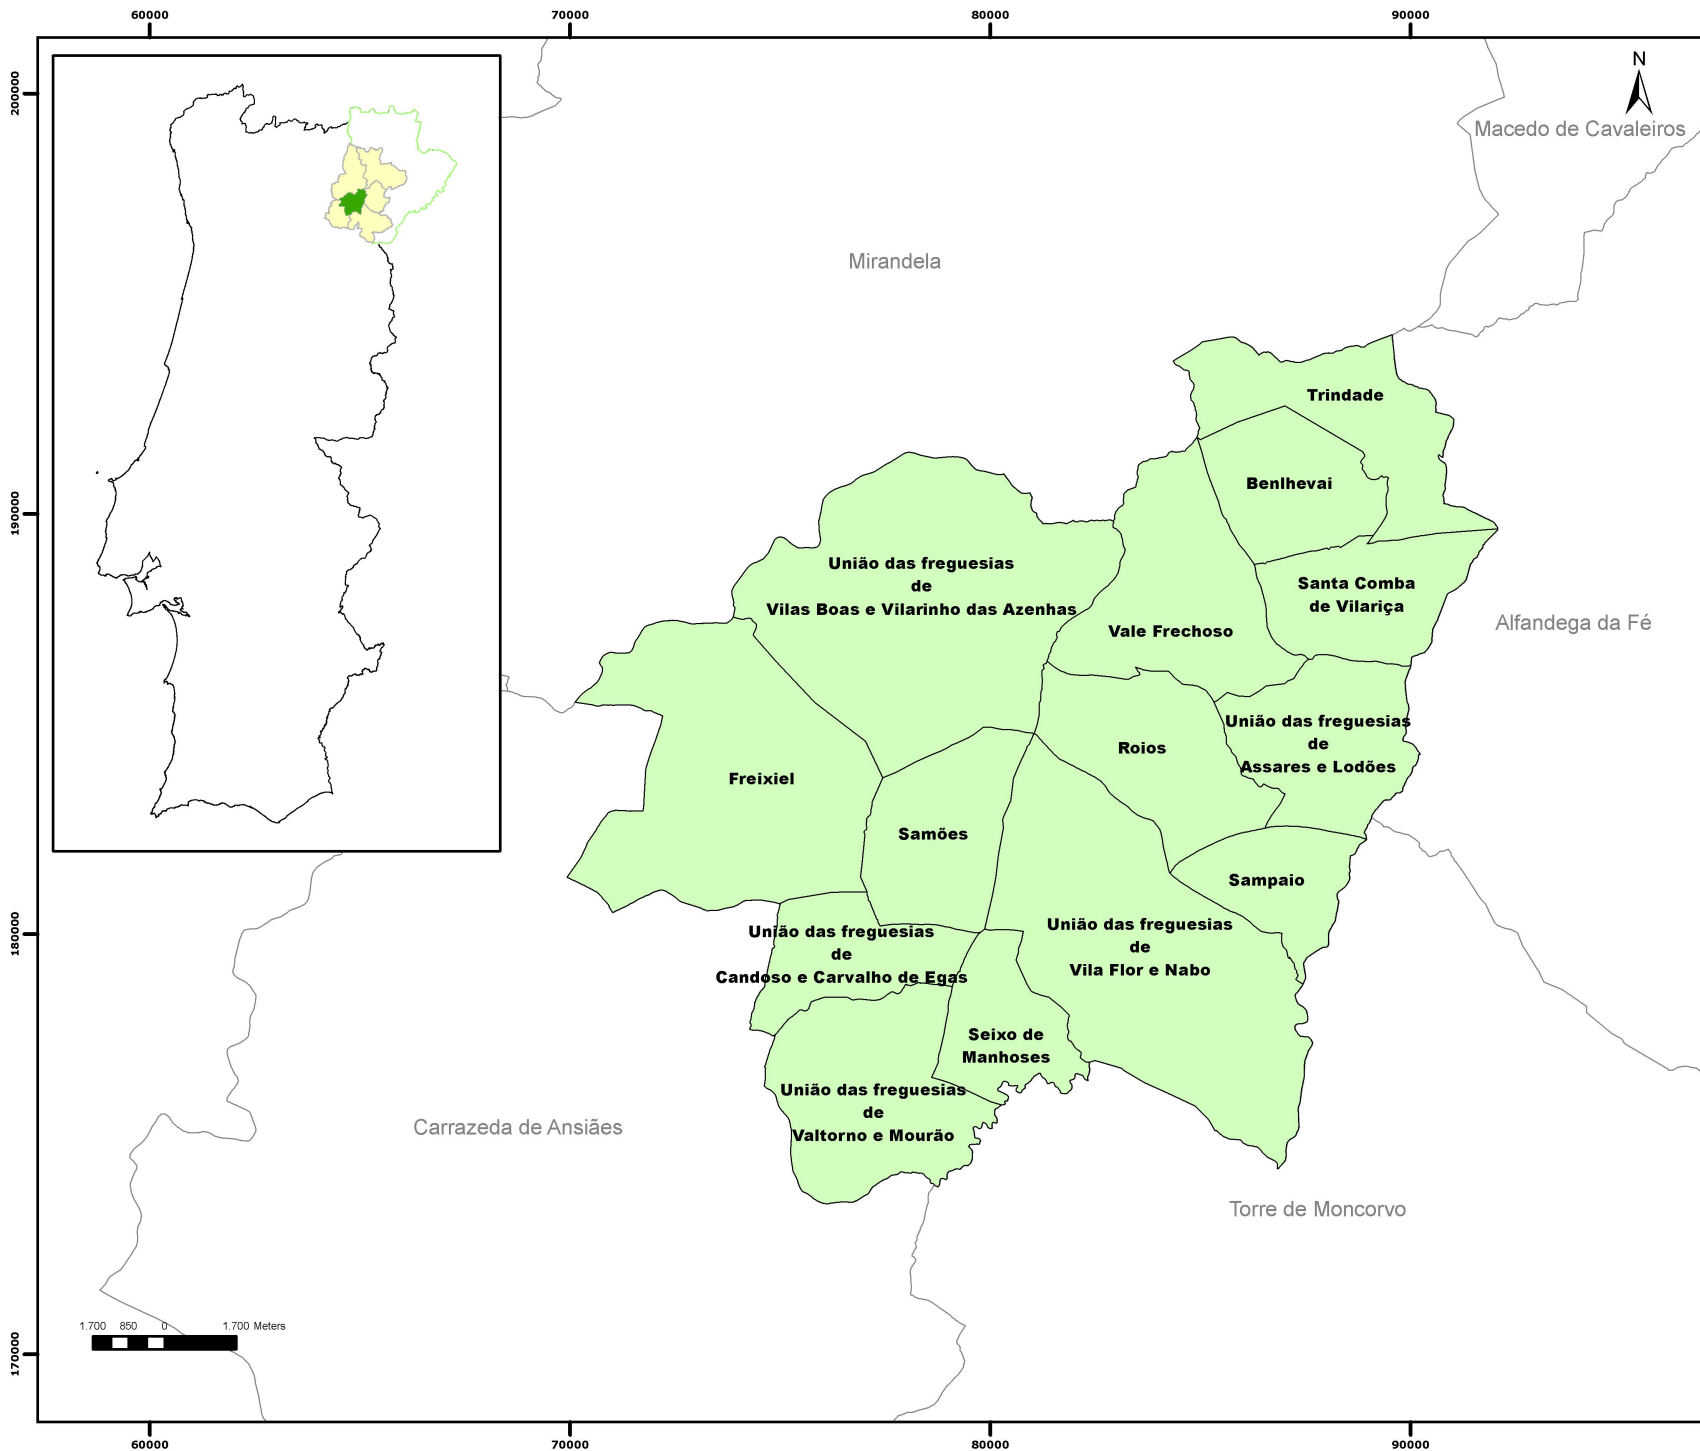 60000
70000
80000
90000
200000
N
Macedo de Cavaleiros
Mirandela
Trindade
Benlhevai
190000
União das freguesias
de
Vilas Boas e Vilarinho das Azenhas
Santa Comba
de Vilariça
Alfandega da Fé
Vale Frechoso
União das freguesias
de
Assares e Lodões
Roios
Freixiel
Samões
Sampaio
180000
União das freguesias
de
Vila Flor e Nabo
União das freguesias
de
Candoso e Carvalho de Egas
Seixo de
Manhoses
União das freguesias
de
Valtorno e Mourão
Carrazeda de Ansiães
Torre de Moncorvo
1.700 850 0 1.700 Meters
170000
60000
70000
80000
90000